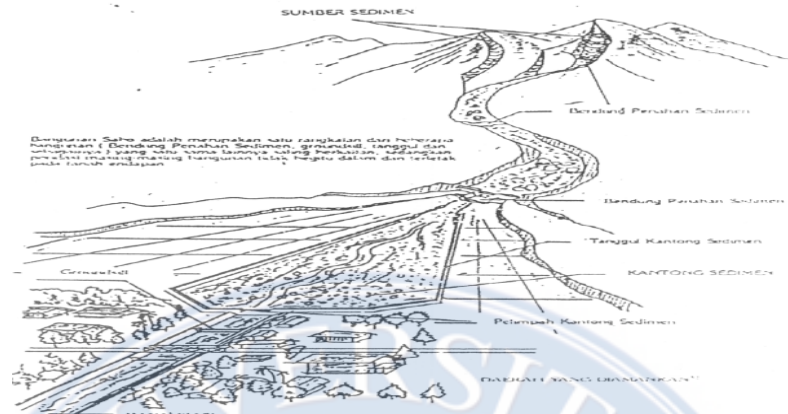 SUMBER SEDIMEN
Bendung Penahan Sedimen
Bangunan Sabo adalah merupakan satu rangkaian dari beberapa
bangunan ( Bendung Penahan Sedimen, groundsill, tanggul dan
yang satu sama lainnya saling berkaitan, sedangkan
pondasi masing-masing bangunan tidak begitu dalam dan terletak
pada tanah endapan
Bendung Penahan Sedimen
Tanggul Kantong Sedimen
Groundsill
KANTONG SEDIMEN
Pelimpah Kantong Sedimen
DAERAH YANG DIAMANKAN
ERSIT